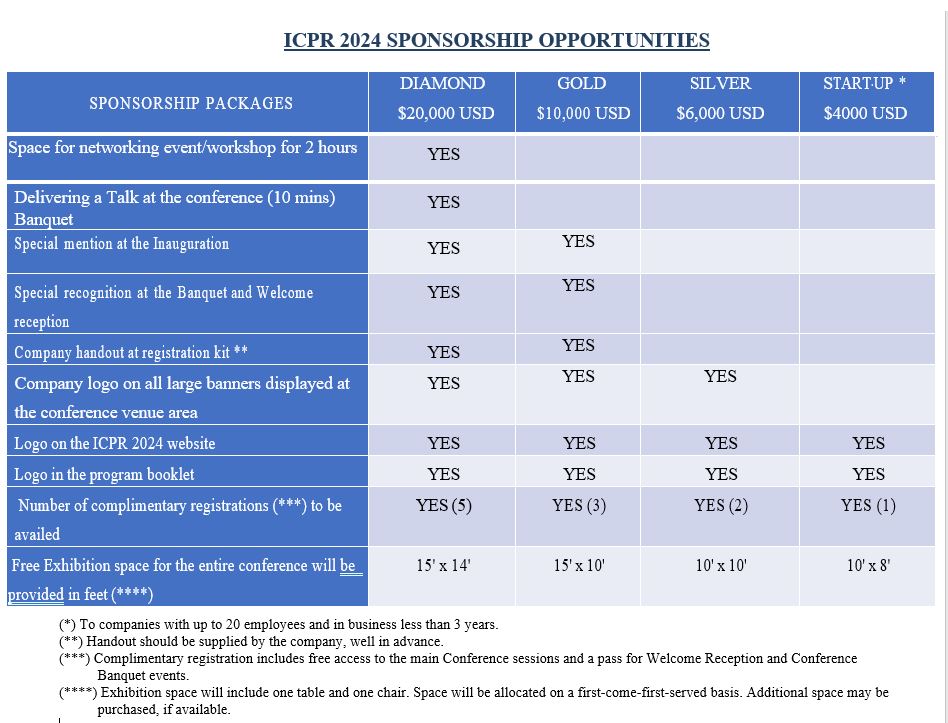 ICPR 2024 SPONSORSHIP OPPORTUNITIES
SPONSORSHIP PACKAGES
DIAMOND
$20,000 USD
GOLD
$10,000 USD
SILVER
$6,000 USD
START-UP *
$4000 USD
Space for networking event/workshop for 2 hours
YES
Delivering a Talk at the conference (10 mins)
Banquet
YES
Special mention at the Inauguration
YES
YES
Special recognition at the Banquet and Welcome
reception
YES
YES
Company handout at registration kit **
YES
YES
Company logo on all large banners displayed at
the conference venue area
YES
YES
YES
Logo on the ICPR 2024 website
YES
YES
YES
YES
Logo in the program booklet
YES
YES
YES
YES
Number of complimentary registrations (***) to be
availed
YES (5)
YES (3)
YES (2)
YES (1)
Free Exhibition space for the entire conference will be
provided in feet (****)
15' x 14'
15' x 10'
10' x 10'
10' x 8'
(*) To companies with up to 20 employees and in business less than 3 years.
(**) Handout should be supplied by the company, well in advance.
(***) Complimentary registration includes free access to the main Conference sessions and a pass for Welcome Reception and Conference
Banquet events.
(****) Exhibition space will include one table and one chair. Space will be allocated on a first-come-first-served basis. Additional space may be
purchased, if available.